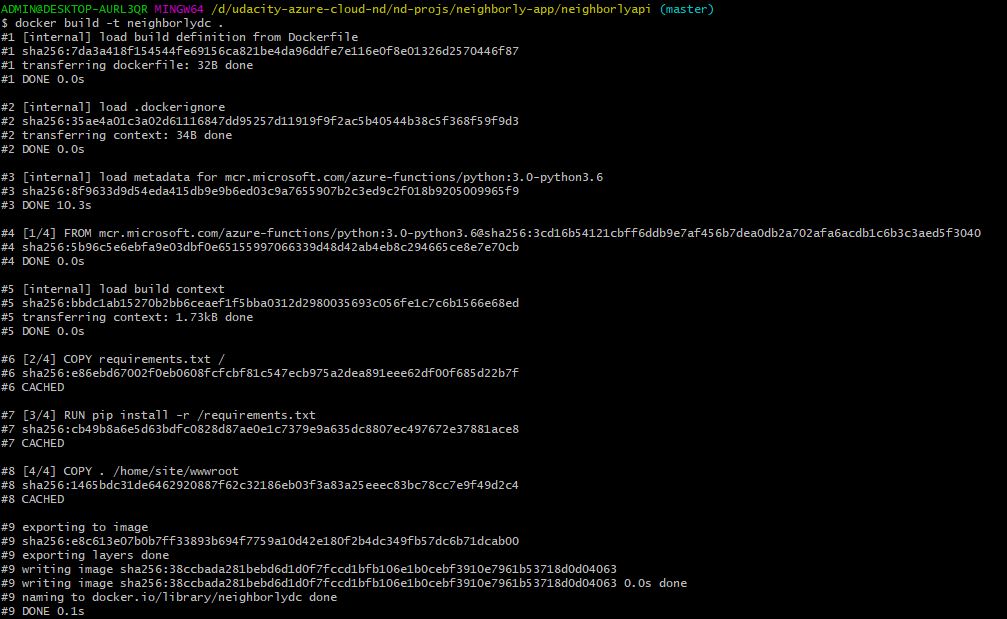 ADMIN@DESKTOP-AURL3QR MINGW64 /d/udacity-azure-cloud-nd/nd-projs/neighborly-app/neighborlyapi (master)
$ docker build -t neighborlydc .
#1 [internal] load build definition from Dockerfile
#1 sha256:7da3a418f154544fe69156ca821be4da96ddfe7e116e0f8e01326d2570446f87
#1 transferring dockerfile: 32B done
#1 DONE 0.0s

#2 [internal] load .dockerignore
#2 sha256:35ae4a01c3a02d61116847dd95257d11919f9f2ac5b40544b38c5f368f59f9d3
#2 transferring context: 34B done
#2 DONE 0.0s

#3 [internal] load metadata for mcr.microsoft.com/azure-functions/python:3.0-python3.6
#3 sha256:8f9633d9d54eda415db9e9b6ed03c9a7655907b2c3ed9c2f018b9205009965f9
#3 DONE 10.3s

#4 [1/4] FROM mcr.microsoft.com/azure-functions/python:3.0-python3.6@sha256:3cd16b54121cbff6ddb9e7af456b7dea0db2a702afa6acdb1c6b3c3aed5f3040
#4 sha256:5b96c5e6ebfa9e03dbf0e65155997066339d48d42ab4eb8c294665ce8e7e70cb
#4 DONE 0.0s

#5 [internal] load build context
#5 sha256:bbdc1ab15270b2bb6ceaef1f5bba0312d2980035693c056fe1c7c6b1566e68ed
#5 transferring context: 1.73kB done
#5 DONE 0.0s

#6 [2/4] COPY requirements.txt /
#6 sha256:e86ebd67002f0eb0608fcfcbf81c547ecb975a2dea891eee62df00f685d22b7f
#6 CACHED

#7 [3/4] RUN pip install -r /requirements.txt
#7 sha256:cb49b8a6e5d63bdfc0828d87ae0e1c7379e9a635dc8807ec497672e37881ace8
#7 CACHED

#8 [4/4] COPY . /home/site/wwwroot
#8 sha256:1465bdc31de6462920887f62c32186eb03f3a83a25eeec83bc78cc7e9f49d2c4
#8 CACHED

#9 exporting to image
#9 sha256:e8c613e07b0b7ff33893b694f7759a10d42e180f2b4dc349fb57dc6b71dcab00
#9 exporting layers done
#9 writing image sha256:38ccbada281bebd6d1d0f7fccd1bfb106e1b0cebf3910e7961b53718d0d04063
#9 writing image sha256:38ccbada281bebd6d1d0f7fccd1bfb106e1b0cebf3910e7961b53718d0d04063 0.0s done
#9 naming to docker.io/library/neighborlydc done
#9 DONE 0.1s